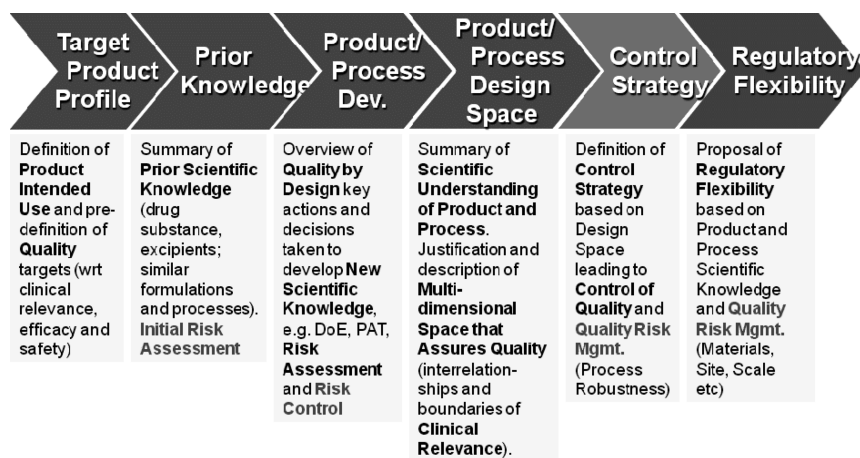 Target
Product
Profile
Prior
Knowledge
Product/
Process
Dev.
Product/
Process
Design
Space
Control
Strategy
Regulatory
Flexibility
Definition of
Product
Intended
Use and pre-
definition of
Quality
targets (wrt
clinical
relevance,
efficacy and
safety)
Summary of
Prior Scientific
Knowledge
(drug
substance,
excipients;
similar
formulations
and processes).
Initial Risk
Assessment
Overview of
Quality by
Design key
actions and
decisions
taken to
develop New
Scientific
Knowledge,
e.g. DoE, PAT,
Risk
Assessment
and Risk
Control
Summary of
Scientific
Understanding
of Product and
Process.
Justification and
description of
Multi-
dimensional
Space that
Assures Quality
(interrelation-
ships and
boundaries of
Clinical
Relevance).
Definition of
Control
Strategy
based on
Design
Space
leading to
Control of
Quality and
Quality Risk
Mgmt.
(Process
Robustness)
Proposal of
Regulatory
Flexibility
based on
Product and
Process
Scientific
Knowledge
and Quality
Risk Mgmt.
(Materials,
Site, Scale
etc)